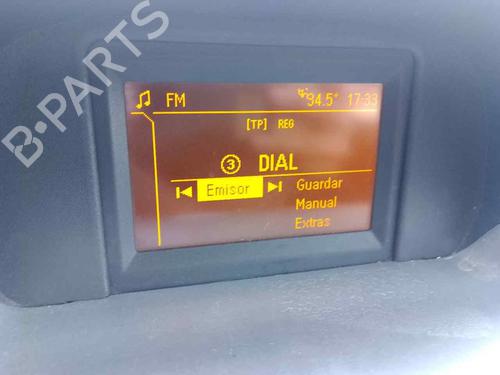 FM 34.5° 17:33
[TP] REG
3 DIAL
Emisor Guardar
Manual
Extras
B-PARTS